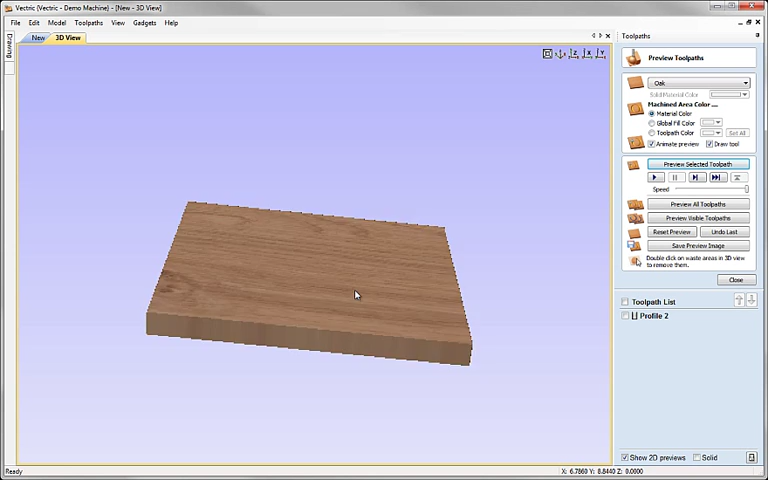 Vectric (Vectric - Demo Machine) - [New - 3D View]
File Edit Model Toolpaths View Gadgets Help
Drawing
New
3D View
Toolpaths
Preview Toolpaths
Oak
Solid Material Color
Machined Area Color ....
Material Color
Global Fill Color
Toolpath Color
Set All
Animate preview
Draw tool
Preview Selected Toolpath
Speed
Preview All Toolpaths
Preview Visible Toolpaths
Reset Preview
Undo Last
Save Preview Image
Double click on waste areas in 3D view
to remove them.
Close
Toolpath List
Profile 2
Show 2D previews
Solid
Ready
X: 6.7860 Y: 8.8440 Z: 0.0000